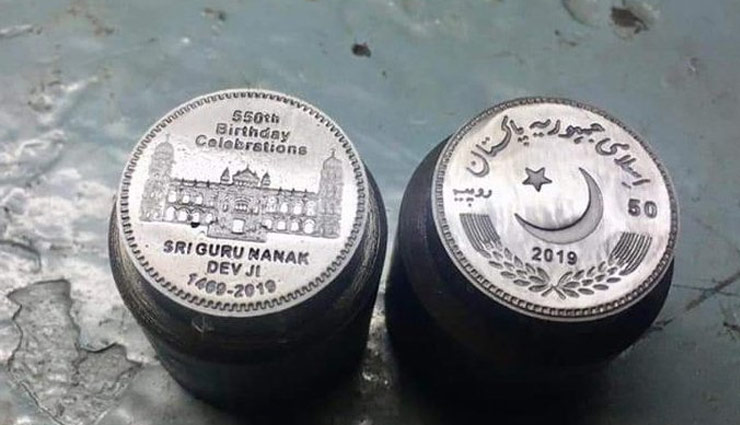 550th
Birthday
Celebrations
SRI GURU NANAK
DEV JI
1469-2019
اسلامی جمہوریہ پاکستان
روپیہ
50
2019